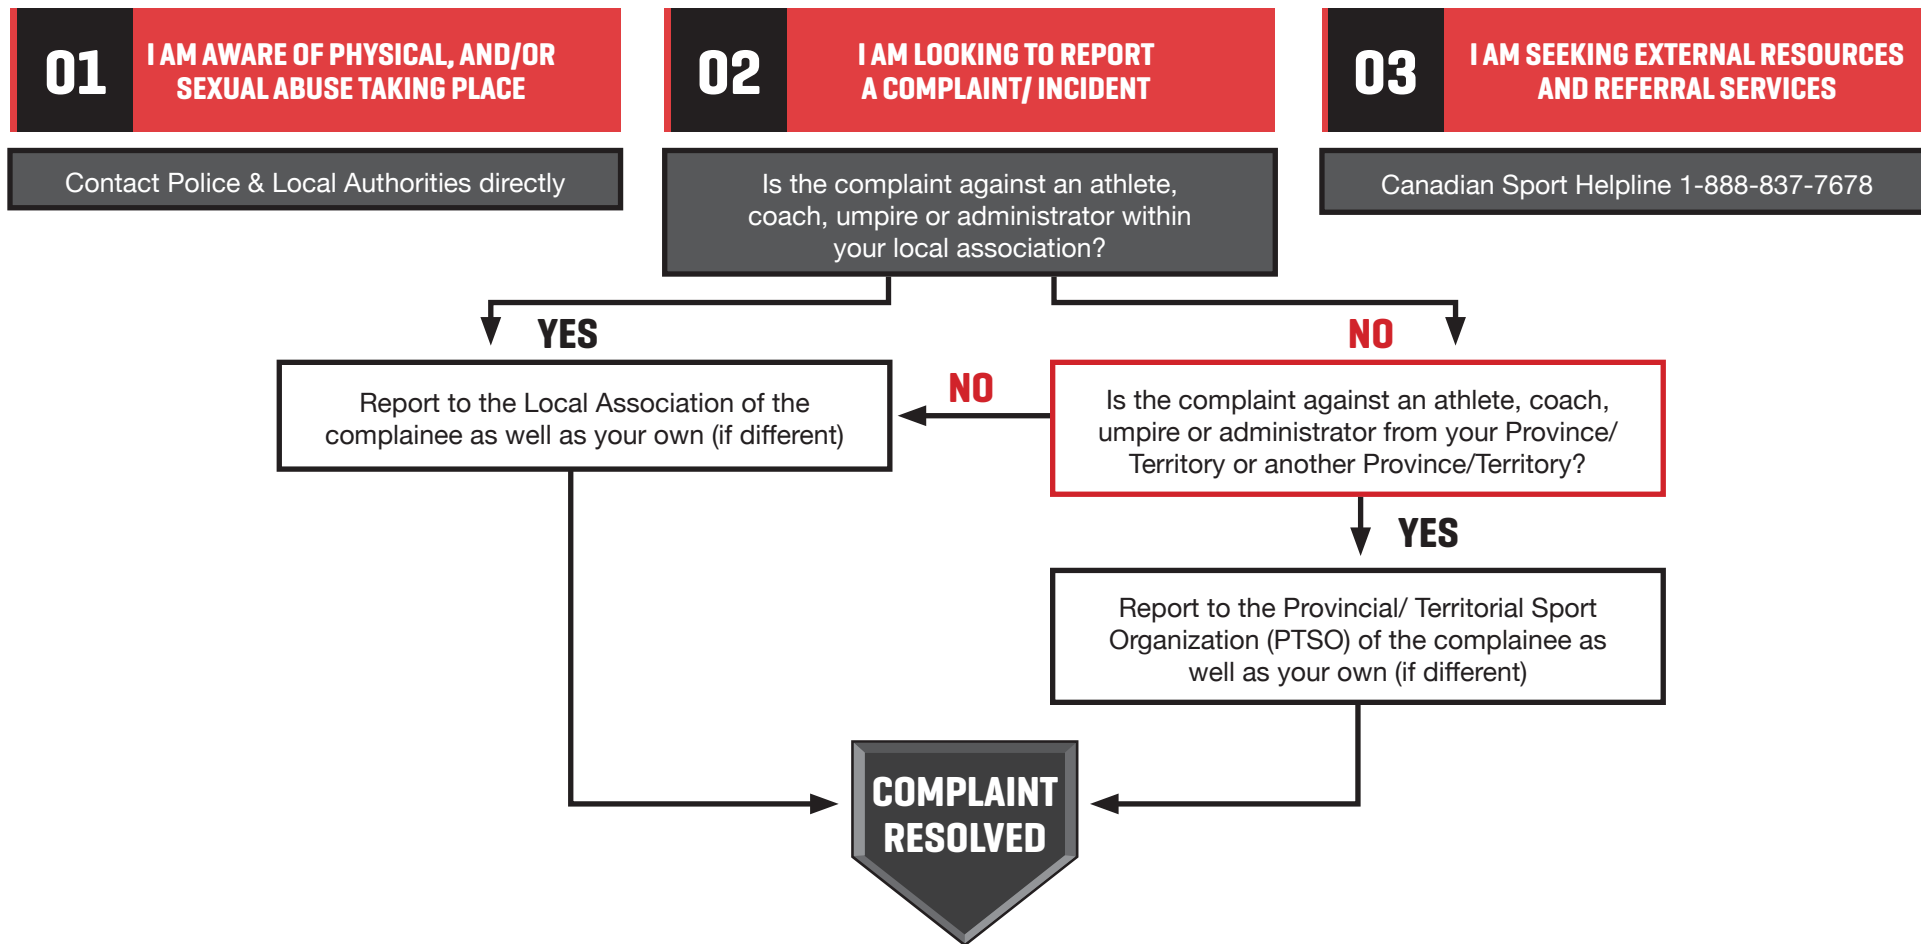 01
I AM AWARE OF PHYSICAL, AND/OR
SEXUAL ABUSE TAKING PLACE
Contact Police & Local Authorities directly
02
I AM LOOKING TO REPORT
A COMPLAINT/ INCIDENT
Is the complaint against an athlete,
coach, umpire or administrator within
your local association?
03
I AM SEEKING EXTERNAL RESOURCES
AND REFERRAL SERVICES
Canadian Sport Helpline 1-888-837-7678
YES
NO
Report to the Local Association of the
complainee as well as your own (if different)
NO
Is the complaint against an athlete, coach,
umpire or administrator from your Province/
Territory or another Province/Territory?
YES
Report to the Provincial/ Territorial Sport
Organization (PTSO) of the complainee as
well as your own (if different)
COMPLAINT
RESOLVED